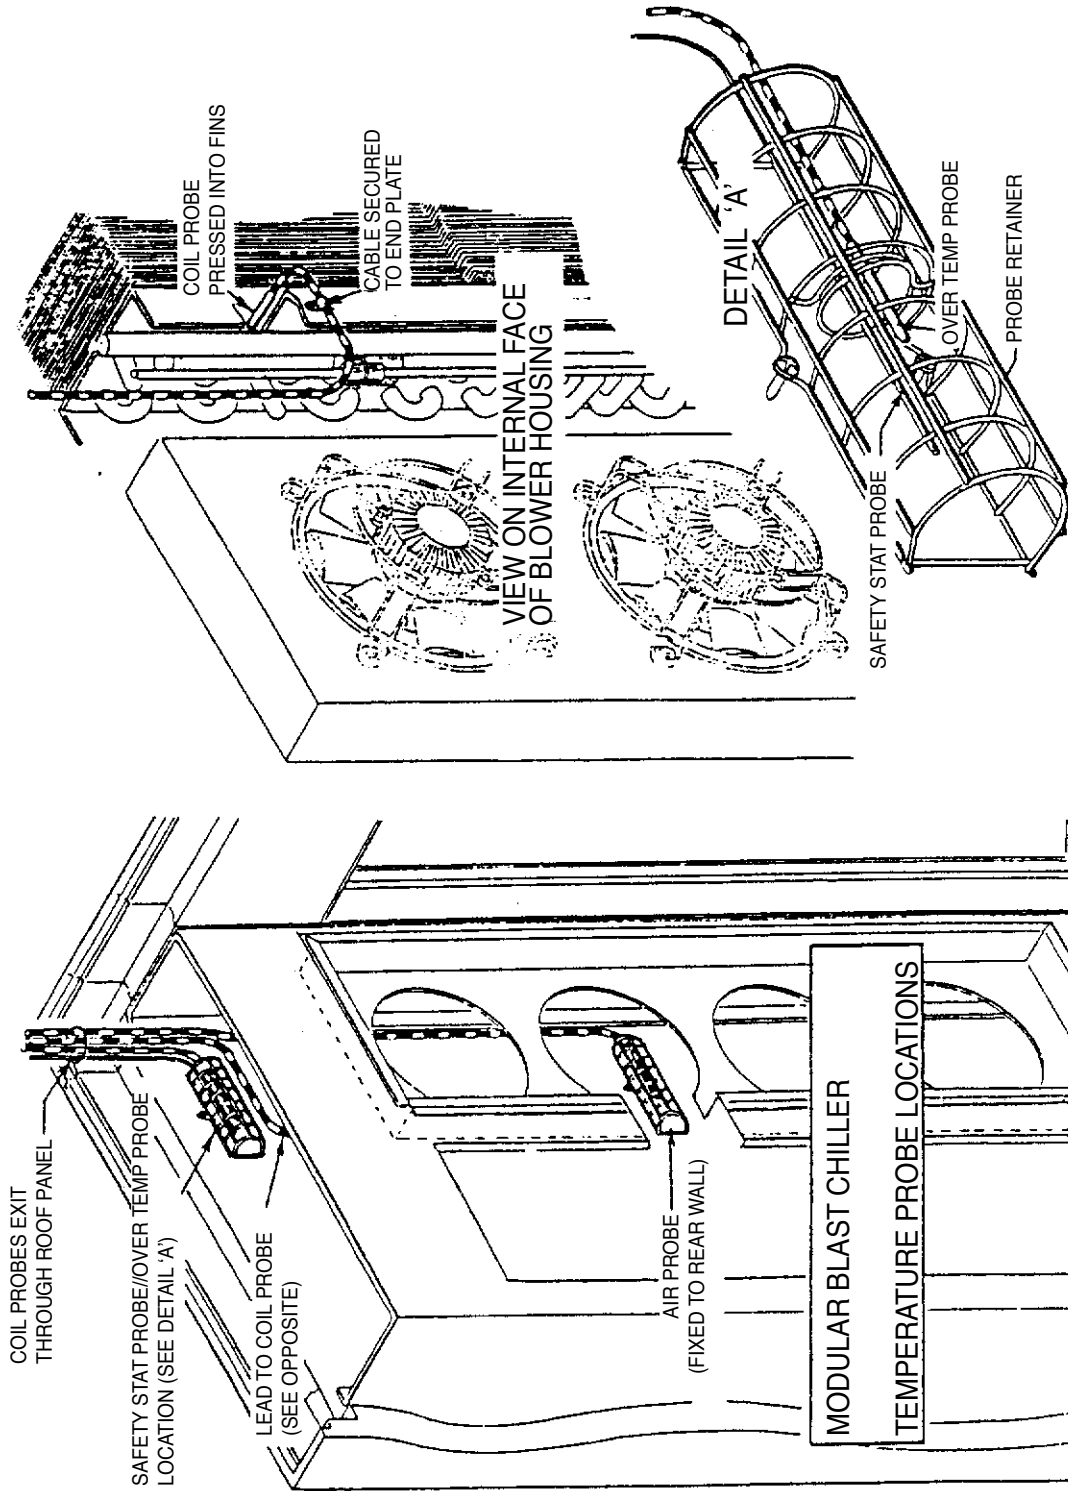 COIL PROBES EXIT
THROUGH ROOF PANEL
SAFETY STAT PROBE//OVER TEMP PROBE
LOCATION (SEE DETAIL 'A')
LEAD TO COIL PROBE
(SEE OPPOSITE)
AIR PROBE
(FIXED TO REAR WALL)
MODULAR BLAST CHILLER
TEMPERATURE PROBE LOCATIONS
COIL PROBE
PRESSED INTO FINS
CABLE SECURED
TO END PLATE
VIEW ON INTERNAL FACE
OF BLOWER HOUSING
DETAIL 'A'
SAFETY STAT PROBE
OVER TEMP PROBE
PROBE RETAINER